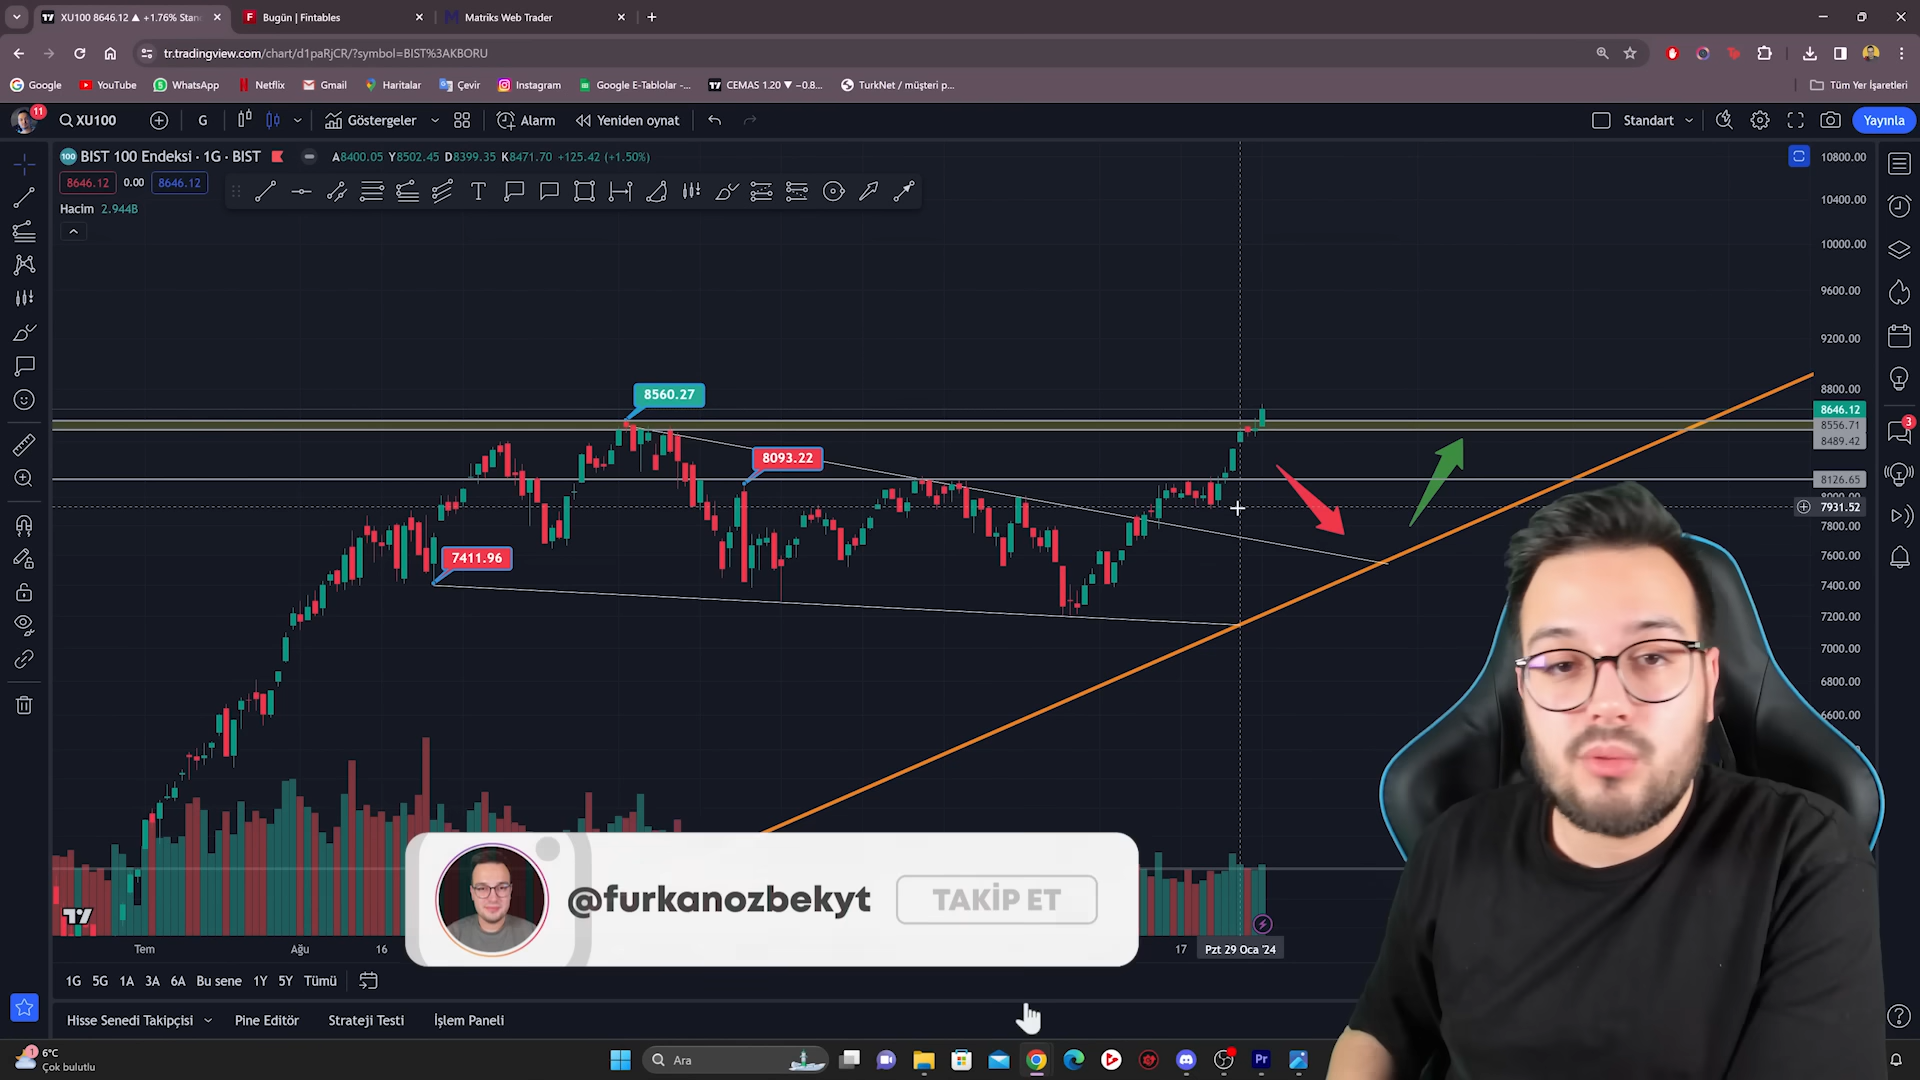 XU100 8646.12 ▲ +1.76% Stan
Bugün | Fintables
Matriks Web Trader
tr.tradingview.com/chart/d1paRjCR/?symbol=BIST%3AKBORU
Google
YouTube
WhatsApp
Netflix
Gmail
Haritalar
Çevir
Instagram
Google E-Tablolar -...
CEMAS 1.20 ▼ −0.8...
TurkNet / müşteri p...
Tüm Yer İşaretleri
11
XU100
G
Göstergeler
Alarm
Yeniden oynat
Standart
Yayınla
100
BIST 100 Endeksi · 1G · BIST
A8400.05 Y8502.45 D8399.35 K8471.70 +125.42 (+1.50%)
8646.12
0.00
8646.12
Hacim 2.944B
10800.00
10400.00
10000.00
9600.00
9200.00
8800.00
8646.12
8556.71
8489.42
8126.65
8000.00
7931.52
7800.00
7600.00
7400.00
7200.00
7000.00
6800.00
6600.00
3
8560.27
8093.22
7411.96
@furkanozbekyt
TAKİP ET
Tem
Ağu
16
17
Pzt 29 Oca '24
1G
5G
1A
3A
6A
Bu sene
1Y
5Y
Tümü
Hisse Senedi Takipçisi
Pine Editör
Strateji Testi
İşlem Paneli
1
6°C
Çok bulutlu
Ara
Pr